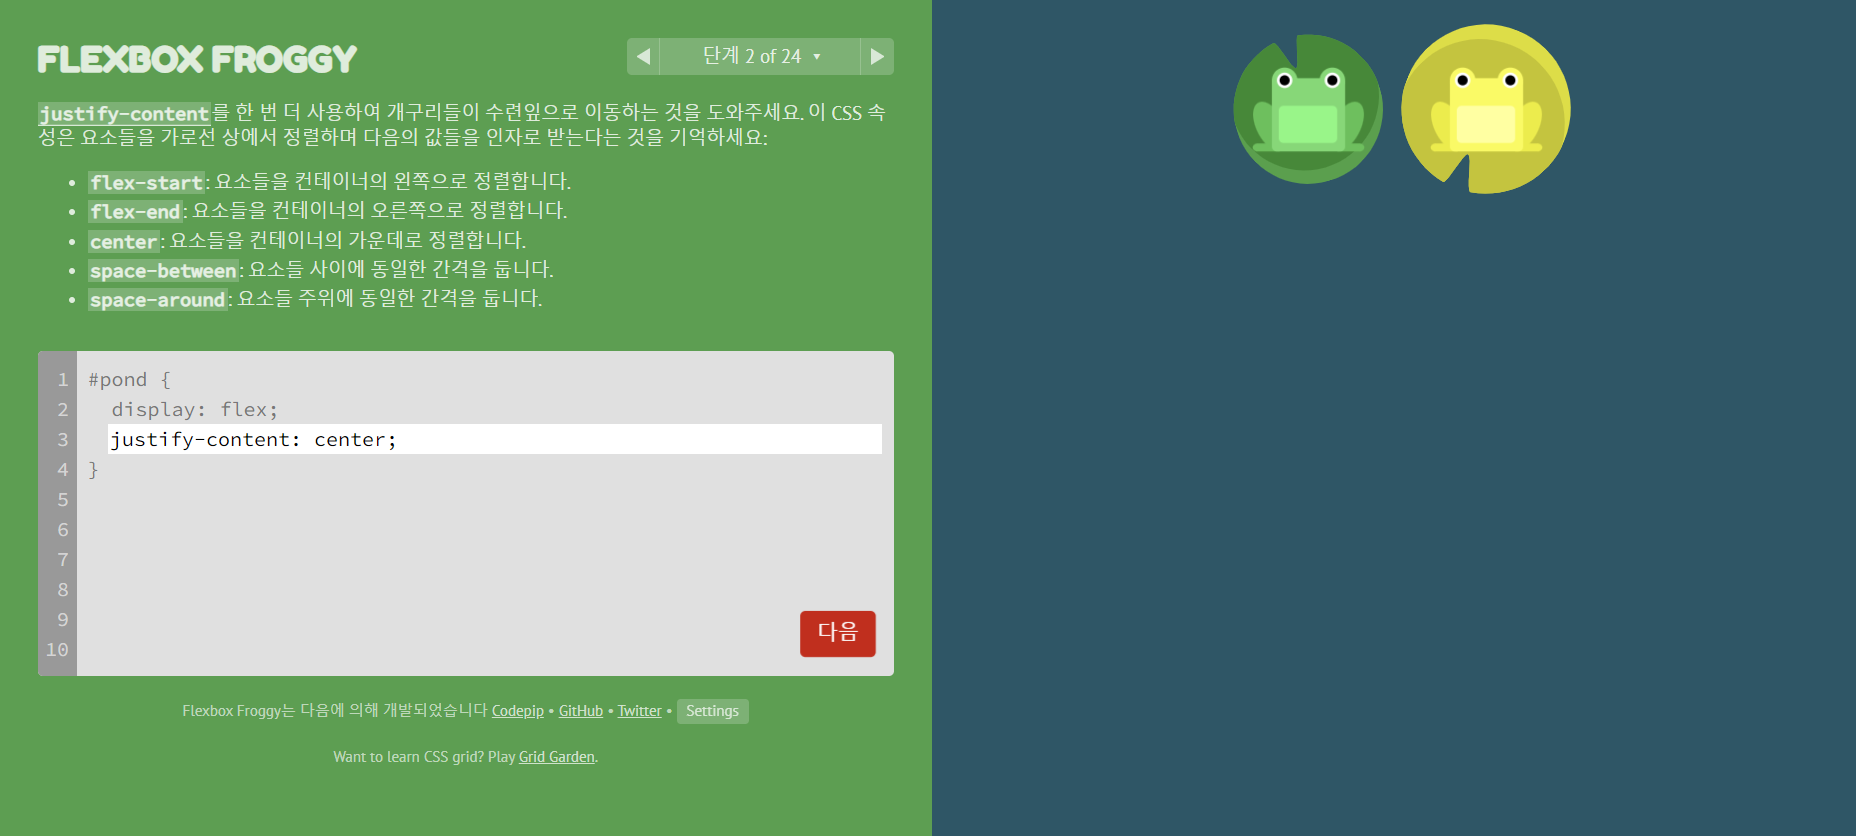 FLEXBOX FROGGY
◀ 단계 2 of 24 ▾ ▶
justify-content를 한 번 더 사용하여 개구리들이 수련잎으로 이동하는 것을 도와주세요. 이 CSS 속
성은 요소들을 가로선 상에서 정렬하며 다음의 값들을 인자로 받는다는 것을 기억하세요:
• flex-start: 요소들을 컨테이너의 왼쪽으로 정렬합니다.
• flex-end: 요소들을 컨테이너의 오른쪽으로 정렬합니다.
• center: 요소들을 컨테이너의 가운데로 정렬합니다.
• space-between: 요소들 사이에 동일한 간격을 둡니다.
• space-around: 요소들 주위에 동일한 간격을 둡니다.
1 #pond {
2 display: flex;
3 justify-content: center;
4 }
5
6
7
8
9
10
다음
Flexbox Froggy는 다음에 의해 개발되었습니다 Codepip • GitHub • Twitter • Settings
Want to learn CSS grid? Play Grid Garden.